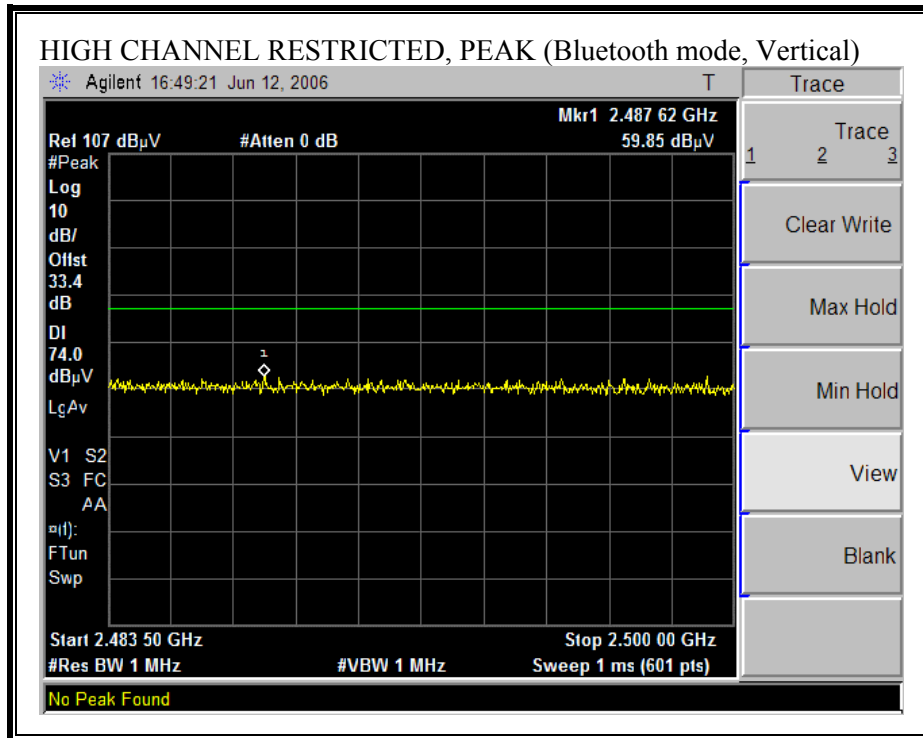 HIGH CHANNEL RESTRICTED, PEAK (Bluetooth mode, Vertical)
Agilent 16:49:21 Jun 12, 2006 T
Trace
Mkr1 2.487 62 GHz
Ref 107 dBµV #Atten 0 dB 59.85 dBµV
#Peak
Log
10
dB/
Offst
33.4
dB
DI
74.0
dBµV
LgAv
V1 S2
S3 FC
AA
¤(f):
FTun
Swp
1
Start 2.483 50 GHz Stop 2.500 00 GHz
#Res BW 1 MHz #VBW 1 MHz Sweep 1 ms (601 pts)
No Peak Found
Trace
1 2 3
Clear Write
Max Hold
Min Hold
View
Blank